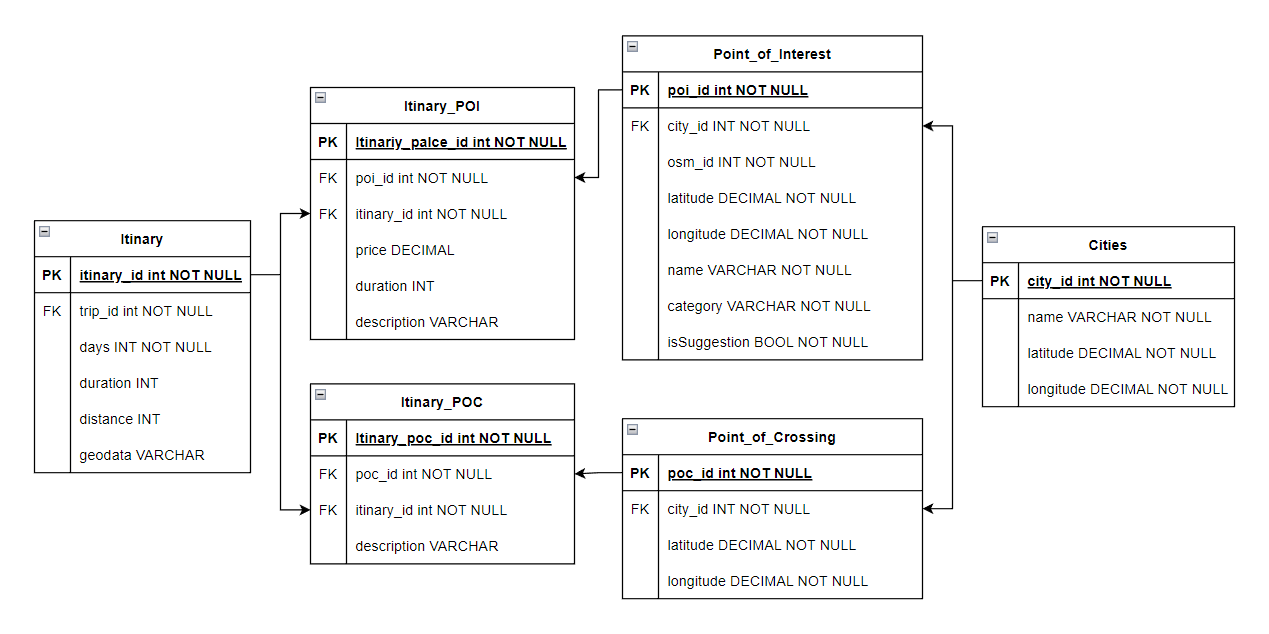 Itinary
PK itinary_id int NOT NULL
FK trip_id int NOT NULL
days INT NOT NULL
duration INT
distance INT
geodata VARCHAR
Itinary_POI
PK Itinariy_palce_id int NOT NULL
FK poi_id int NOT NULL
FK itinary_id int NOT NULL
price DECIMAL
duration INT
description VARCHAR
Itinary_POC
PK Itinary_poc_id int NOT NULL
FK poc_id int NOT NULL
FK itinary_id int NOT NULL
description VARCHAR
Point_of_Interest
PK poi_id int NOT NULL
FK city_id INT NOT NULL
osm_id INT NOT NULL
latitude DECIMAL NOT NULL
longitude DECIMAL NOT NULL
name VARCHAR NOT NULL
category VARCHAR NOT NULL
isSuggestion BOOL NOT NULL
Point_of_Crossing
PK poc_id int NOT NULL
FK city_id INT NOT NULL
latitude DECIMAL NOT NULL
longitude DECIMAL NOT NULL
Cities
PK city_id int NOT NULL
name VARCHAR NOT NULL
latitude DECIMAL NOT NULL
longitude DECIMAL NOT NULL